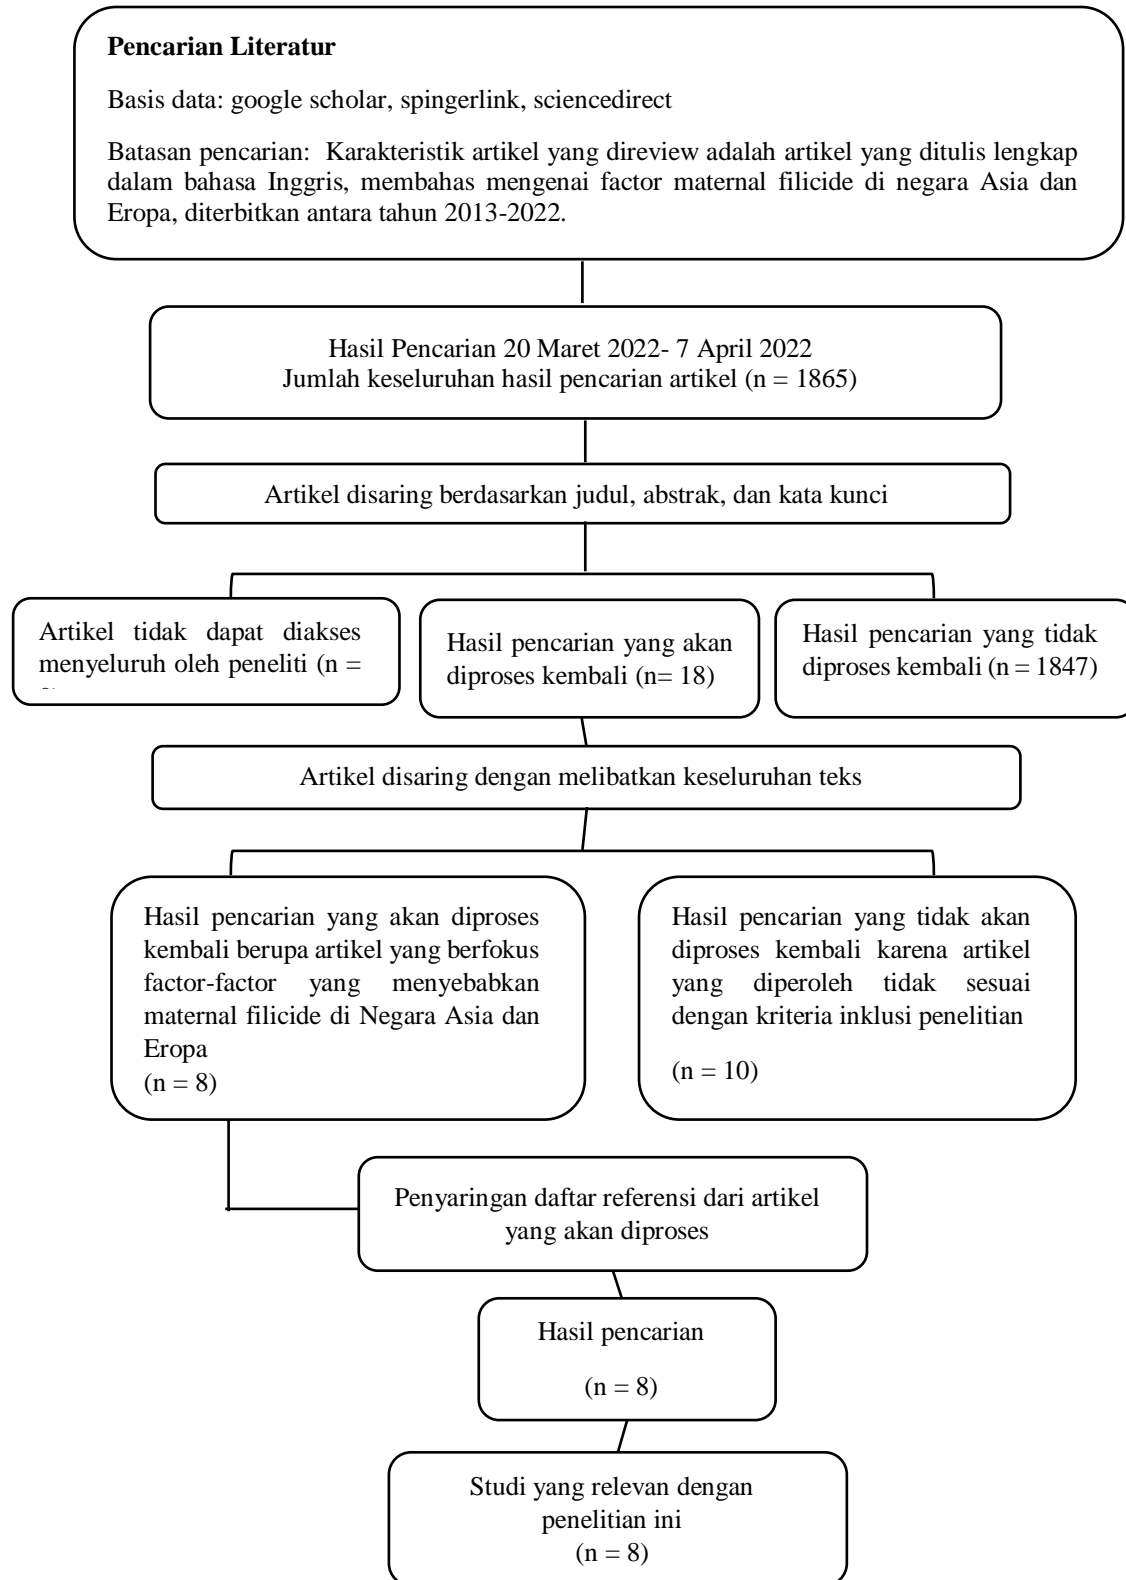 Pencarian Literatur
Basis data: google scholar, spingerlink, sciencedirect
Batasan pencarian: Karakteristik artikel yang direview adalah artikel yang ditulis lengkap
dalam bahasa Inggris, membahas mengenai factor maternal filicide di negara Asia dan
Eropa, diterbitkan antara tahun 2013-2022.
Hasil Pencarian 20 Maret 2022- 7 April 2022
Jumlah keseluruhan hasil pencarian artikel (n = 1865)
Artikel disaring berdasarkan judul, abstrak, dan kata kunci
Artikel tidak dapat diakses
menyeluruh oleh peneliti (n =
Hasil pencarian yang akan
diproses kembali (n= 18)
Hasil pencarian yang tidak
diproses kembali (n = 1847)
Artikel disaring dengan melibatkan keseluruhan teks
Hasil pencarian yang akan diproses
kembali berupa artikel yang berfokus
factor-factor yang menyebabkan
maternal filicide di Negara Asia dan
Eropa
(n = 8)
Hasil pencarian yang tidak akan
diproses kembali karena artikel
yang diperoleh tidak sesuai
dengan kriteria inklusi penelitian
(n = 10)
Penyaringan daftar referensi dari artikel
yang akan diproses
Hasil pencarian
(n = 8)
Studi yang relevan dengan
penelitian ini
(n = 8)